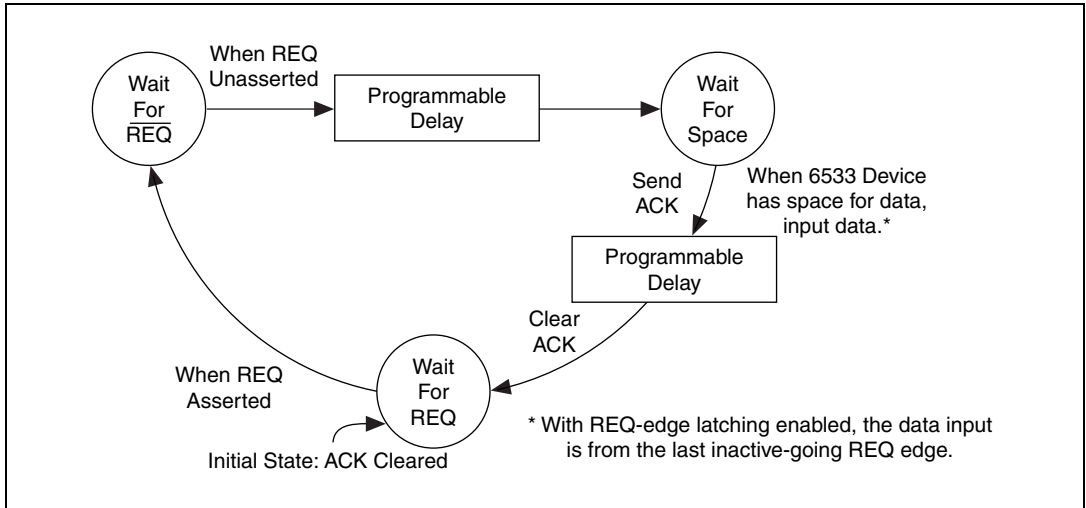 When REQ
Unasserted
Wait
For
R̅E̅Q̅
Programmable
Delay
Wait
For
Space
Send
ACK
When 6533 Device
has space for data,
input data.*
Programmable
Delay
Clear
ACK
Wait
For
REQ
When REQ
Asserted
Initial State: ACK Cleared
* With REQ-edge latching enabled, the data input
is from the last inactive-going REQ edge.